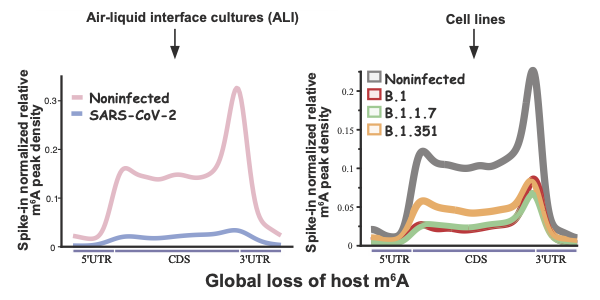 Air-liquid interface cultures (ALI)
Cell lines
Spike-in normalized relative
m⁶A peak density
0.3
0.2
0.1
0
Noninfected
SARS-CoV-2
5'UTR
CDS
3'UTR
Spike-in normalized relative
m⁶A peak density
0.2
0.15
0.1
0.05
0
Noninfected
B.1
B.1.1.7
B.1.351
5'UTR
CDS
3'UTR
Global loss of host m⁶A